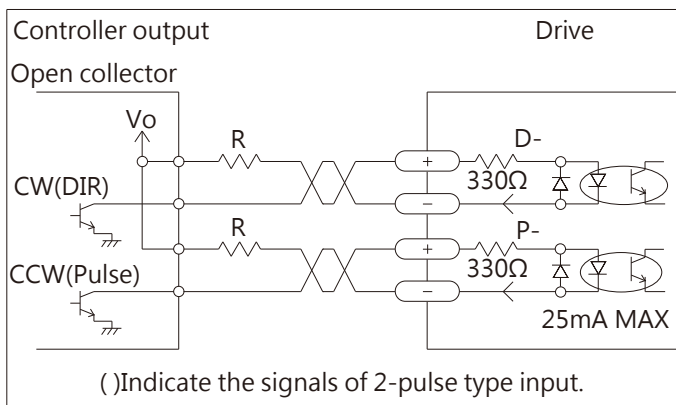 Controller output
Drive
Open collector
Vo
R
D-
+
330Ω
CW(DIR)
−
R
P-
+
330Ω
CCW(Pulse)
−
25mA MAX
( )Indicate the signals of 2-pulse type input.